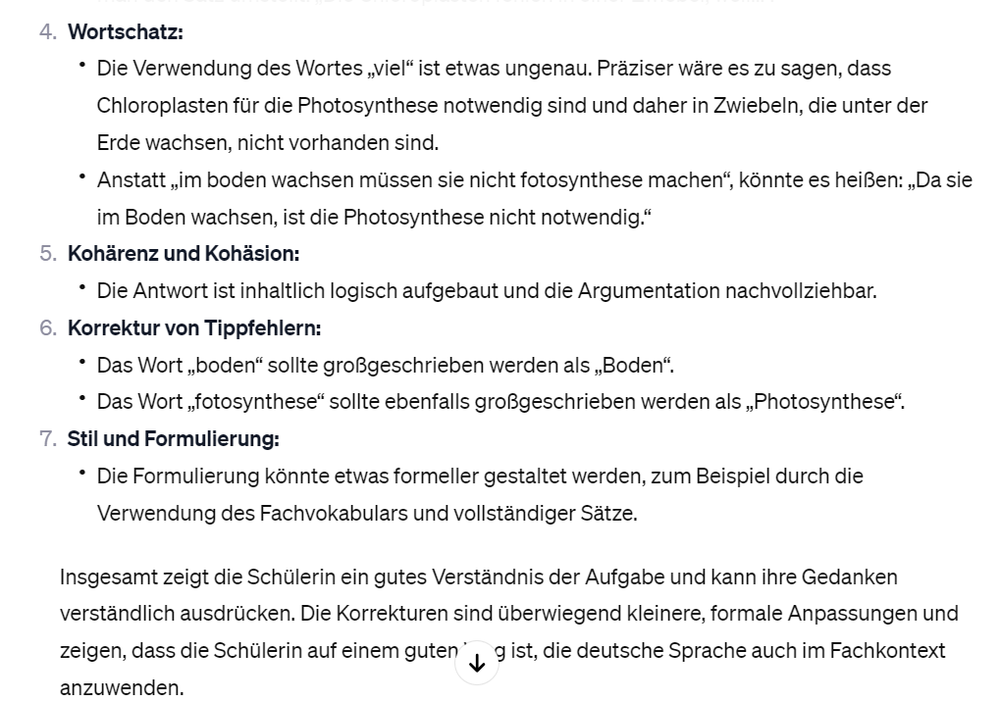 4. Wortschatz:
• Die Verwendung des Wortes „viel“ ist etwas ungenau. Präziser wäre es zu sagen, dass
Chloroplasten für die Photosynthese notwendig sind und daher in Zwiebeln, die unter der
Erde wachsen, nicht vorhanden sind.
• Anstatt „im boden wachsen müssen sie nicht fotosynthese machen“, könnte es heißen: „Da sie
im Boden wachsen, ist die Photosynthese nicht notwendig.“
5. Kohärenz und Kohäsion:
• Die Antwort ist inhaltlich logisch aufgebaut und die Argumentation nachvollziehbar.
6. Korrektur von Tippfehlern:
• Das Wort „boden“ sollte großgeschrieben werden als „Boden“.
• Das Wort „fotosynthese“ sollte ebenfalls großgeschrieben werden als „Photosynthese“.
7. Stil und Formulierung:
• Die Formulierung könnte etwas formeller gestaltet werden, zum Beispiel durch die
Verwendung des Fachvokabulars und vollständiger Sätze.
Insgesamt zeigt die Schülerin ein gutes Verständnis der Aufgabe und kann ihre Gedanken
verständlich ausdrücken. Die Korrekturen sind überwiegend kleinere, formale Anpassungen und
zeigen, dass die Schülerin auf einem guten ist, die deutsche Sprache auch im Fachkontext
anzuwenden.